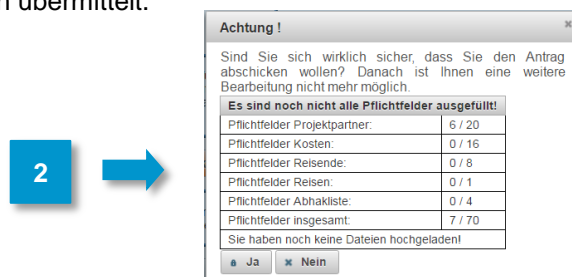 übermittelt.
Achtung !
Sind Sie sich wirklich sicher, dass Sie den Antrag
abschicken wollen? Danach ist Ihnen eine weitere
Bearbeitung nicht mehr möglich.
Es sind noch nicht alle Pflichtfelder ausgefüllt!
Pflichtfelder Projektpartner: 6 / 20
Pflichtfelder Kosten: 0 / 16
Pflichtfelder Reisende: 0 / 8
Pflichtfelder Reisen: 0 / 1
Pflichtfelder Abhakliste: 0 / 4
Pflichtfelder insgesamt: 7 / 70
Sie haben noch keine Dateien hochgeladen!
Ja Nein
2